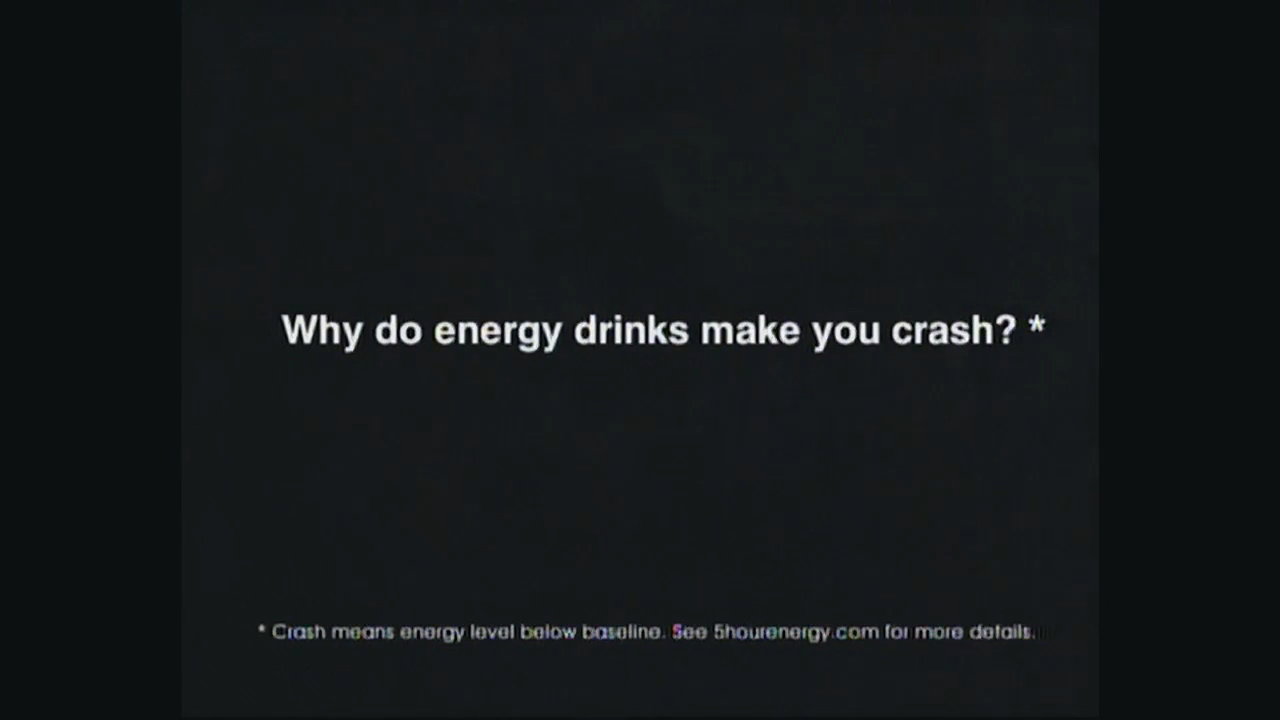 Why do energy drinks make you crash? *
* Crash means energy level below baseline. See 5hourenergy.com for more details.